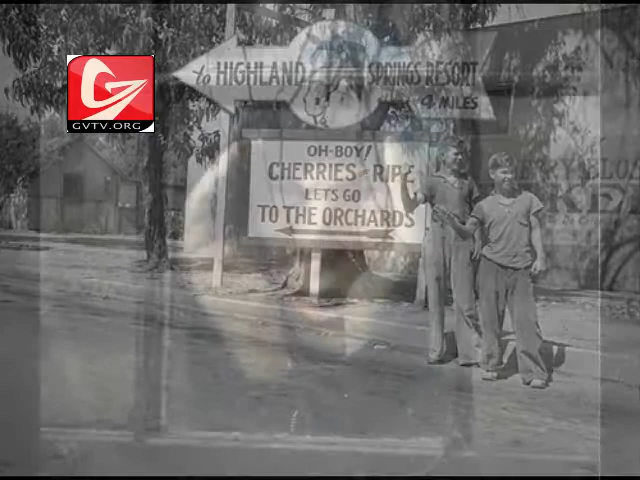 to HIGHLAND SPRINGS RESORT
4 MILES
GVTV.ORG
OH-BOY!
CHERRIES RIPE
LETS GO
TO THE ORCHARDS